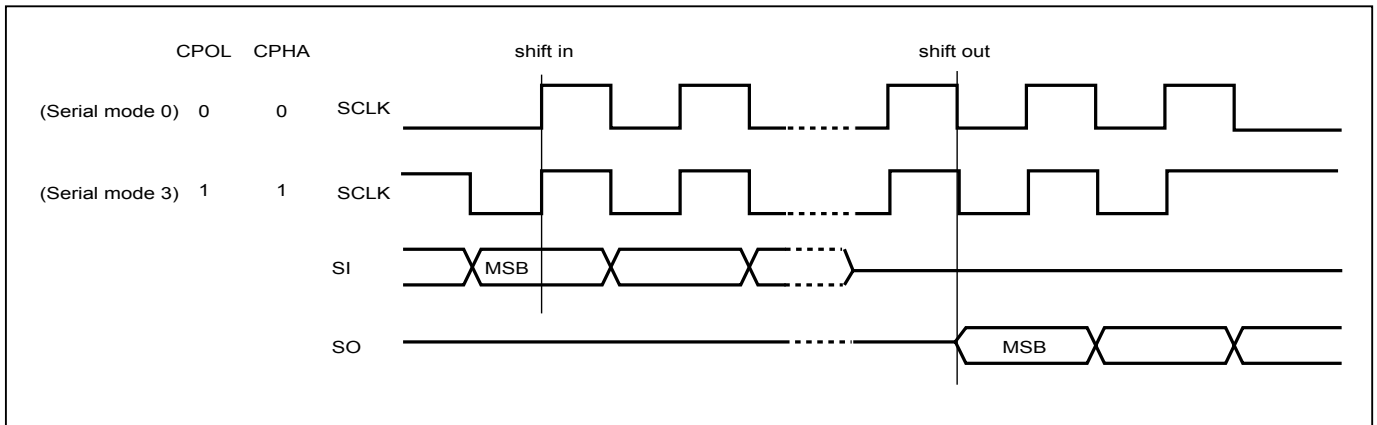 CPOL CPHA shift in shift out
(Serial mode 0) 0 0 SCLK
(Serial mode 3) 1 1 SCLK
SI MSB
SO MSB